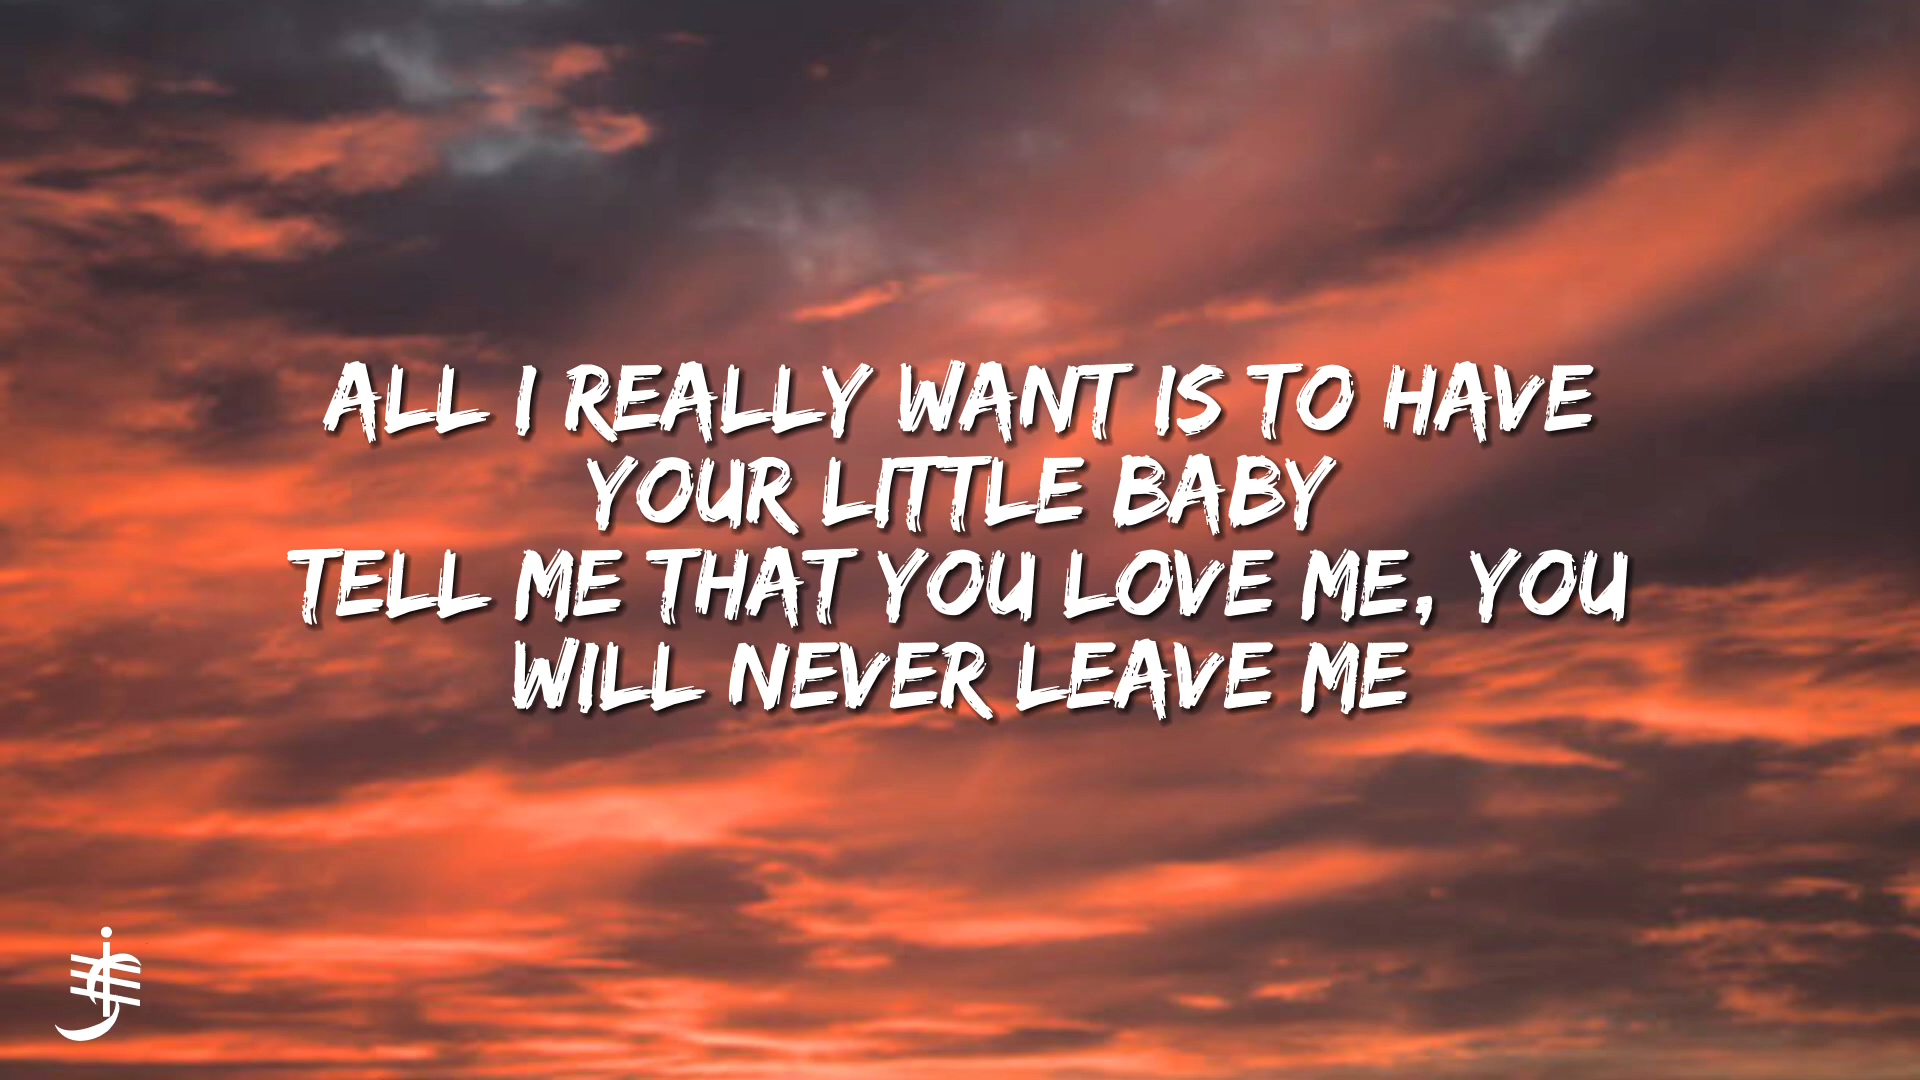 ALL I REALLY WANT IS TO HAVE
YOUR LITTLE BABY
TELL ME THAT YOU LOVE ME, YOU
WILL NEVER LEAVE ME